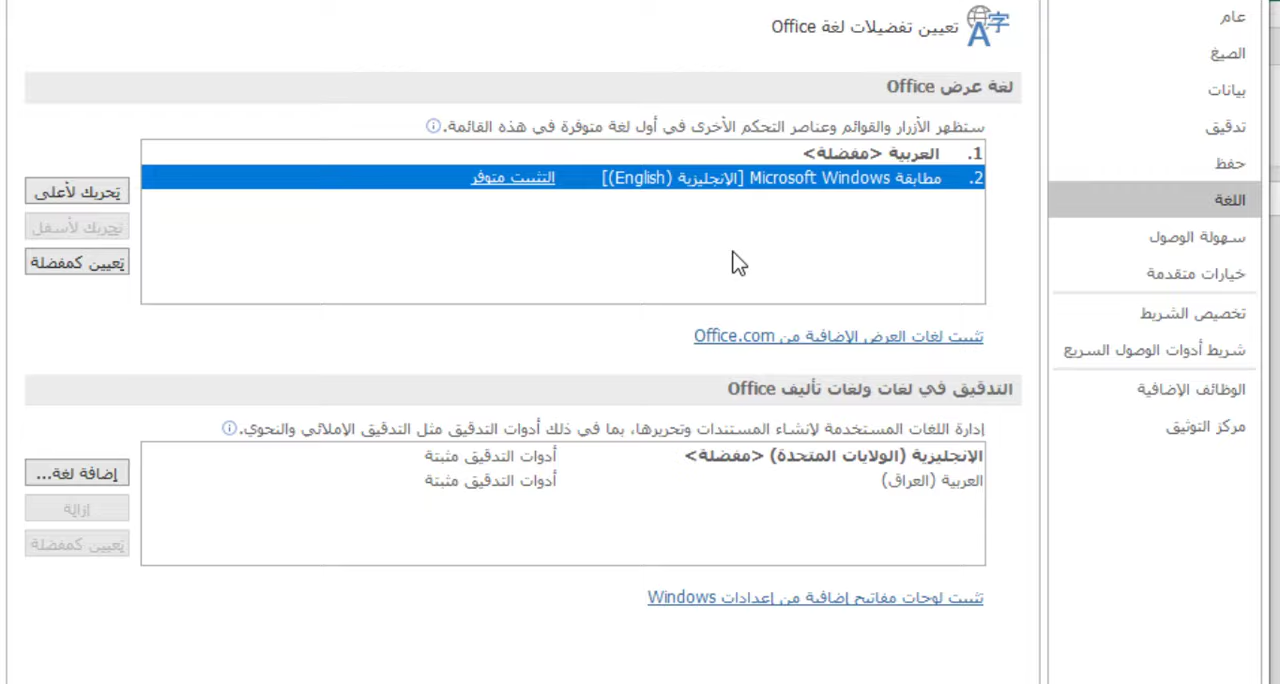 عام
الصيغ
بيانات
تدقيق
حفظ
اللغة
سهولة الوصول
خيارات متقدمة
تخصيص الشريط
شريط أدوات الوصول السريع
الوظائف الإضافية
مركز التوثيق
تعيين تفضيلات لغة Office
لغة عرض Office
ستظهر الأزرار والقوائم وعناصر التحكم الأخرى في أول لغة متوفرة في هذه القائمة.
1. العربية <مفضلة>
2. مطابقة Microsoft Windows [الإنجليزية (English)] التثبيت متوفر
تحريك لأعلى
تحريك لأسفل
تعيين كمفضلة
تثبيت لغات العرض الإضافية من Office.com
التدقيق في لغات ولغات تأليف Office
إدارة اللغات المستخدمة لإنشاء المستندات وتحريرها، بما في ذلك أدوات التدقيق مثل التدقيق الإملائي والنحوي.
الإنجليزية (الولايات المتحدة) <مفضلة> أدوات التدقيق مثبتة
العربية (العراق) أدوات التدقيق مثبتة
إضافة لغة...
إزالة
تعيين كمفضلة
تثبيت لوحات مفاتيح إضافية من إعدادات Windows